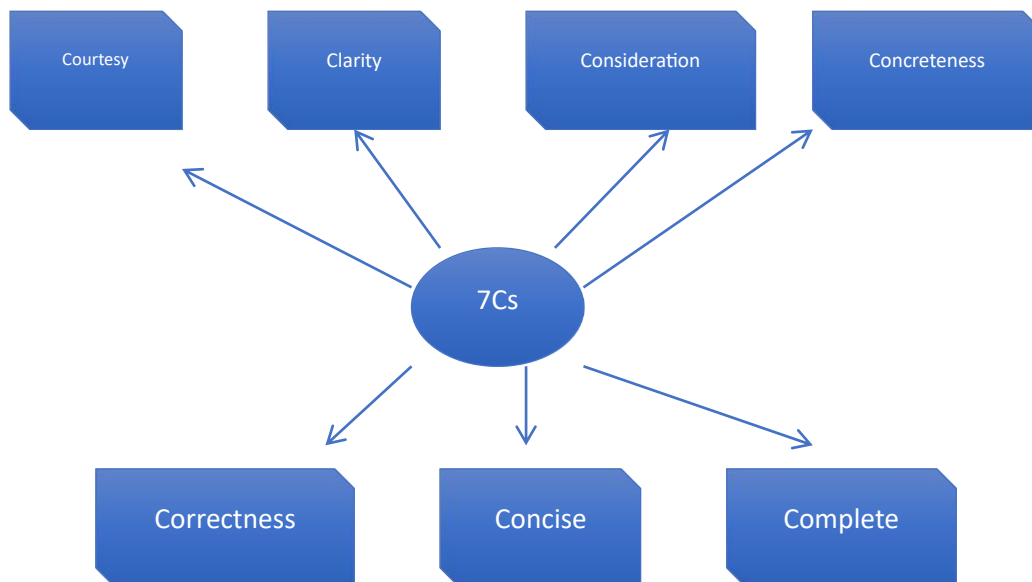 Courtesy
Clarity
Consideration
Concreteness
7Cs
Correctness
Concise
Complete